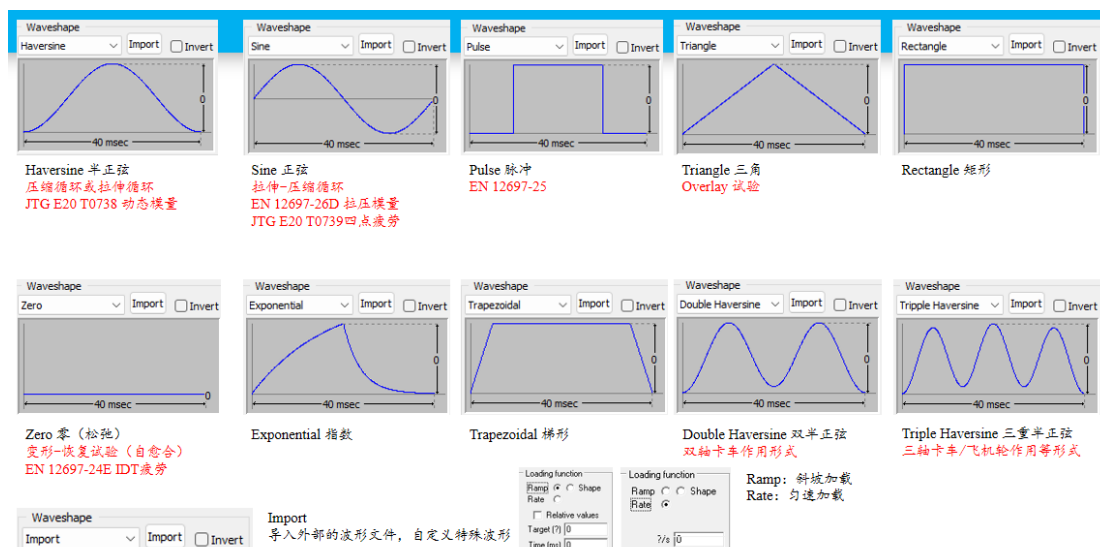 Waveshape
Haversine Import Invert
0
40 msec
Haversine 半正弦
压缩循环或拉伸循环
JTG E20 T0738 动态模量
Waveshape
Sine Import Invert
0
40 msec
Sine 正弦
拉伸-压缩循环
EN 12697-26D 拉压模量
JTG E20 T0739四点疲劳
Waveshape
Pulse Import Invert
0
40 msec
Pulse 脉冲
EN 12697-25
Waveshape
Triangle Import Invert
0
40 msec
Triangle 三角
Overlay 试验
Waveshape
Rectangle Import Invert
0
40 msec
Rectangle 矩形
Waveshape
Zero Import Invert
0
40 msec
Zero 零（松弛）
变形-恢复试验（自愈合）
EN 12697-24E IDT疲劳
Waveshape
Exponential Import Invert
0
40 msec
Exponential 指数
Waveshape
Trapezoidal Import Invert
0
40 msec
Trapezoidal 梯形
Waveshape
Double Haversine Import Invert
0
40 msec
Double Haversine 双半正弦
双轴卡车作用形式
Waveshape
Tripple Haversine Import Invert
0
40 msec
Triple Haversine 三重半正弦
三轴卡车/飞机轮作用等形式
Waveshape
Import Import Invert
Import
导入外部的波形文件，自定义特殊波形
Loading function
Ramp Shape
Rate
Relative values
Target (?) 0
Time (ms) 0
Loading function
Ramp Shape
Rate
?/s 0
Ramp：斜坡加载
Rate：匀速加载